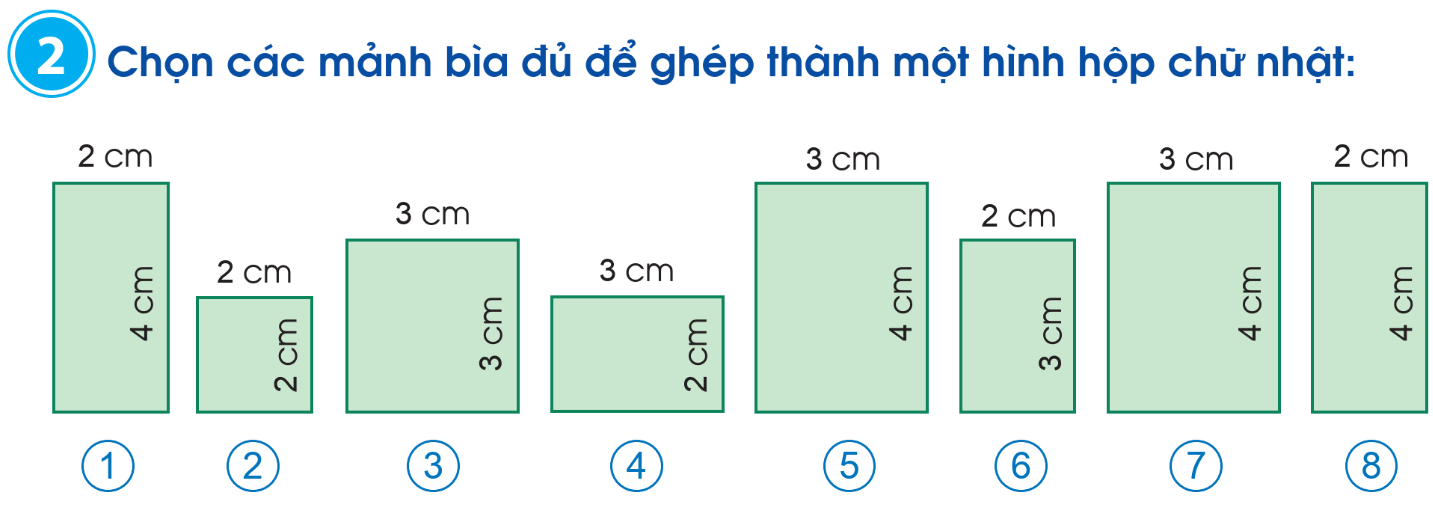 2 Chọn các mảnh bìa đủ để ghép thành một hình hộp chữ nhật:
2 cm 4 cm
2 cm 2 cm
3 cm 3 cm
3 cm 2 cm
3 cm 4 cm
2 cm 3 cm
3 cm 4 cm
2 cm 4 cm
1 2 3 4 5 6 7 8